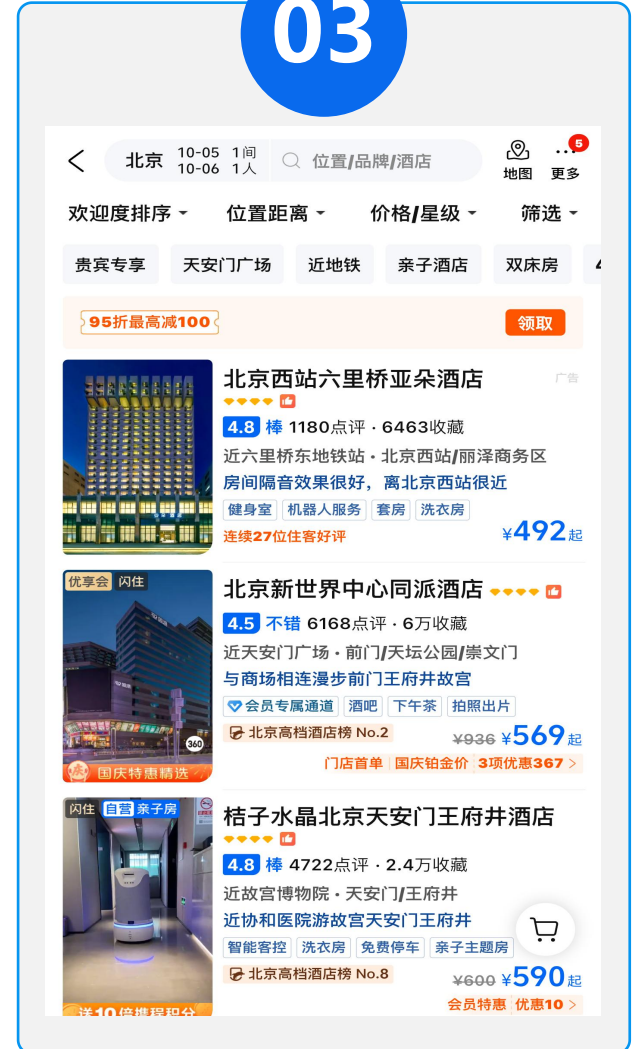 03
北京 10-05 1间 位置/品牌/酒店 5
10-06 1人 地图 更多
欢迎度排序 位置距离 价格/星级 筛选
贵宾专享 天安门广场 近地铁 亲子酒店 双床房
95折最高减100 领取
北京西站六里桥亚朵酒店 广告
4.8 棒 1180点评 · 6463收藏
近六里桥东地铁站 · 北京西站/丽泽商务区
房间隔音效果很好，离北京西站很近
健身室 机器人服务 套房 洗衣房
连续27位住客好评 ¥492起
优享会 闪住
北京新世界中心同派酒店
4.5 不错 6168点评 · 6万收藏
近天安门广场 · 前门/天坛公园/崇文门
与商场相连漫步前门王府井故宫
会员专属通道 酒吧 下午茶 拍照出片
北京高档酒店榜 No.2 ¥936 ¥569起
360
国庆特惠精选
门店首单 国庆铂金价 3项优惠367 >
闪住 自营 亲子房
桔子水晶北京天安门王府井酒店
4.8 棒 4722点评 · 2.4万收藏
近故宫博物院 · 天安门/王府井
近协和医院游故宫天安门王府井
智能客控 洗衣房 免费停车 亲子主题房
北京高档酒店榜 No.8 ¥600 ¥590起
会员特惠 优惠10 >
送10倍携程积分